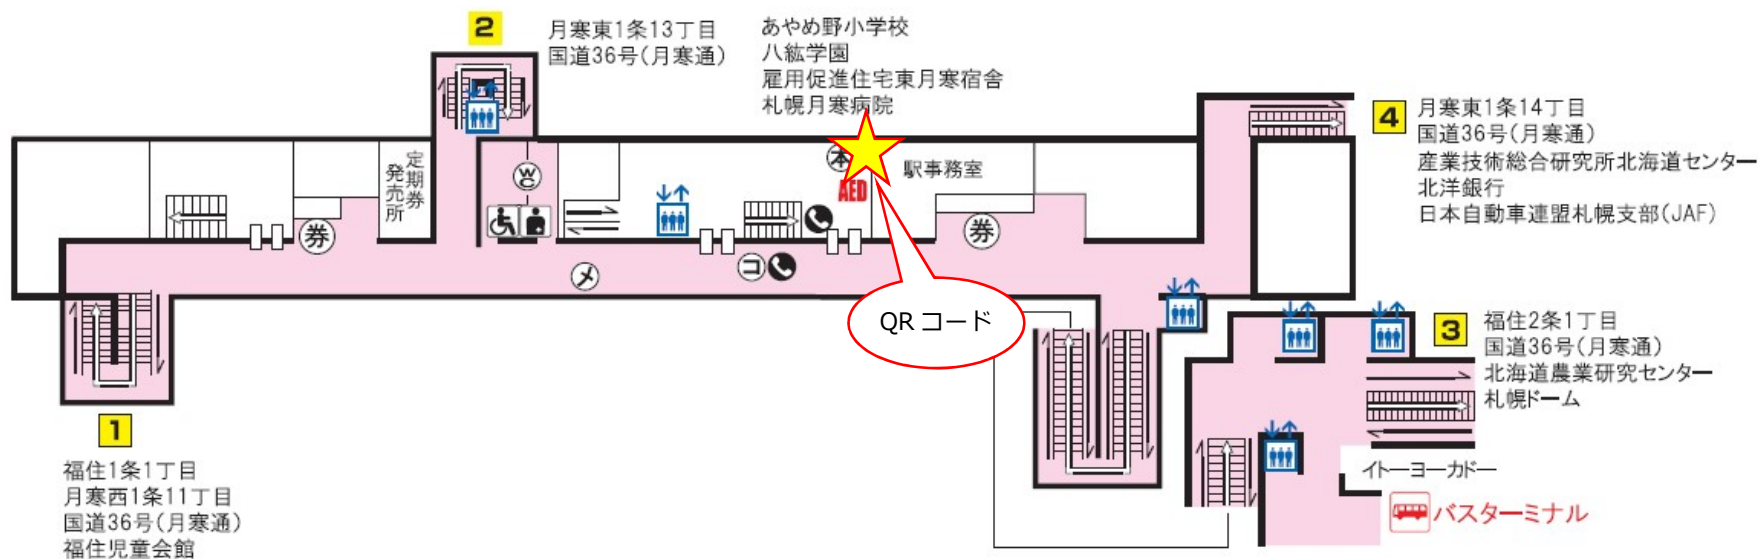 2
月寒東1条13丁目
国道36号(月寒通)
あやめ野小学校
八紘学園
雇用促進住宅東月寒宿舎
札幌月寒病院
4
月寒東1条14丁目
国道36号(月寒通)
産業技術総合研究所北海道センター
北洋銀行
日本自動車連盟札幌支部(JAF)
定期券
発売所
WC
本
AED
駅事務室
券
券
メ
コ
QRコード
3
福住2条1丁目
国道36号(月寒通)
北海道農業研究センター
札幌ドーム
イトーヨーカドー
バスターミナル
1
福住1条1丁目
月寒西1条11丁目
国道36号(月寒通)
福住児童会館